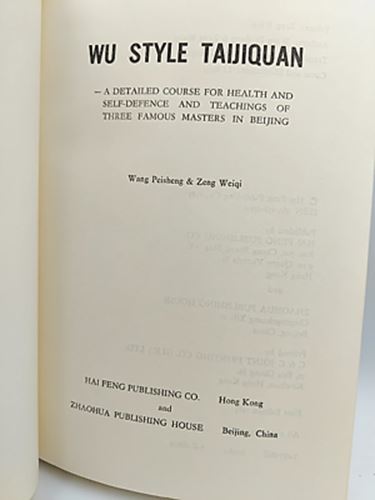 WU STYLE TAIJIQUAN
— A DETAILED COURSE FOR HEALTH AND
SELF-DEFENCE AND TEACHINGS OF
THREE FAMOUS MASTERS IN BEIJING
Wang Peisheng & Zeng Weiqi
HAI FENG PUBLISHING CO. Hong Kong
and
ZHAOHUA PUBLISHING HOUSE Beijing, China